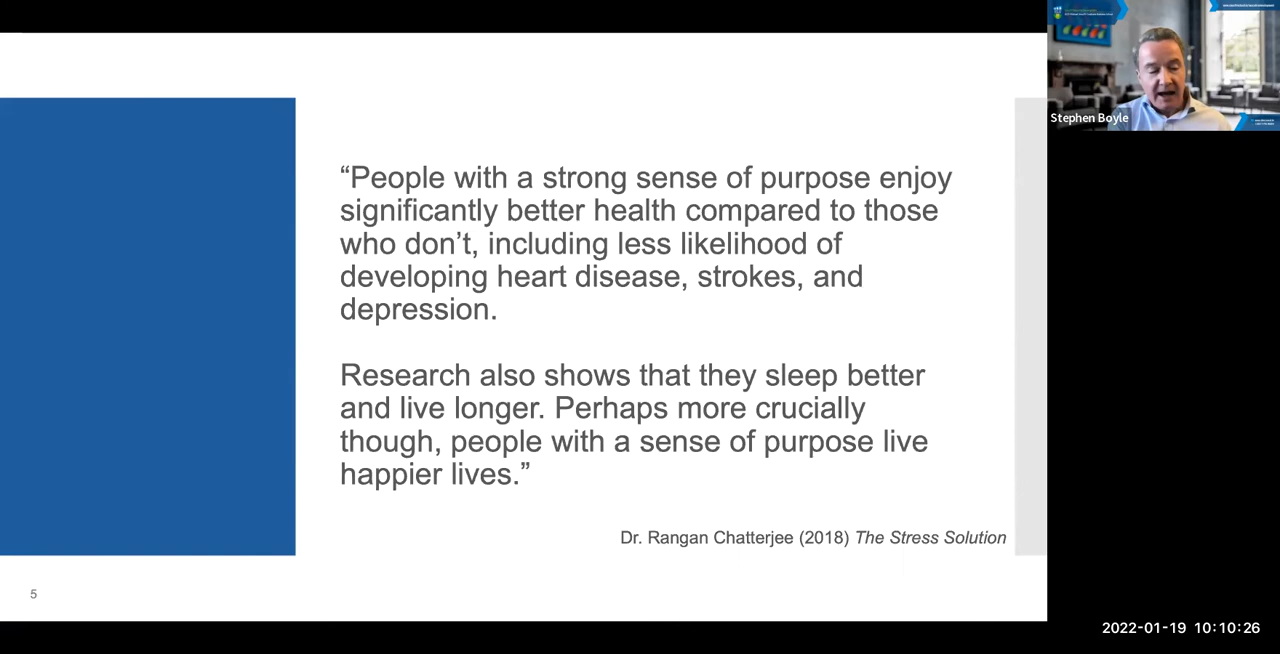 “People with a strong sense of purpose enjoy
significantly better health compared to those
who don’t, including less likelihood of
developing heart disease, strokes, and
depression.
Research also shows that they sleep better
and live longer. Perhaps more crucially
though, people with a sense of purpose live
happier lives.”
Dr. Rangan Chatterjee (2018) The Stress Solution
5
Stephen Boyle
2022-01-19 10:10:26